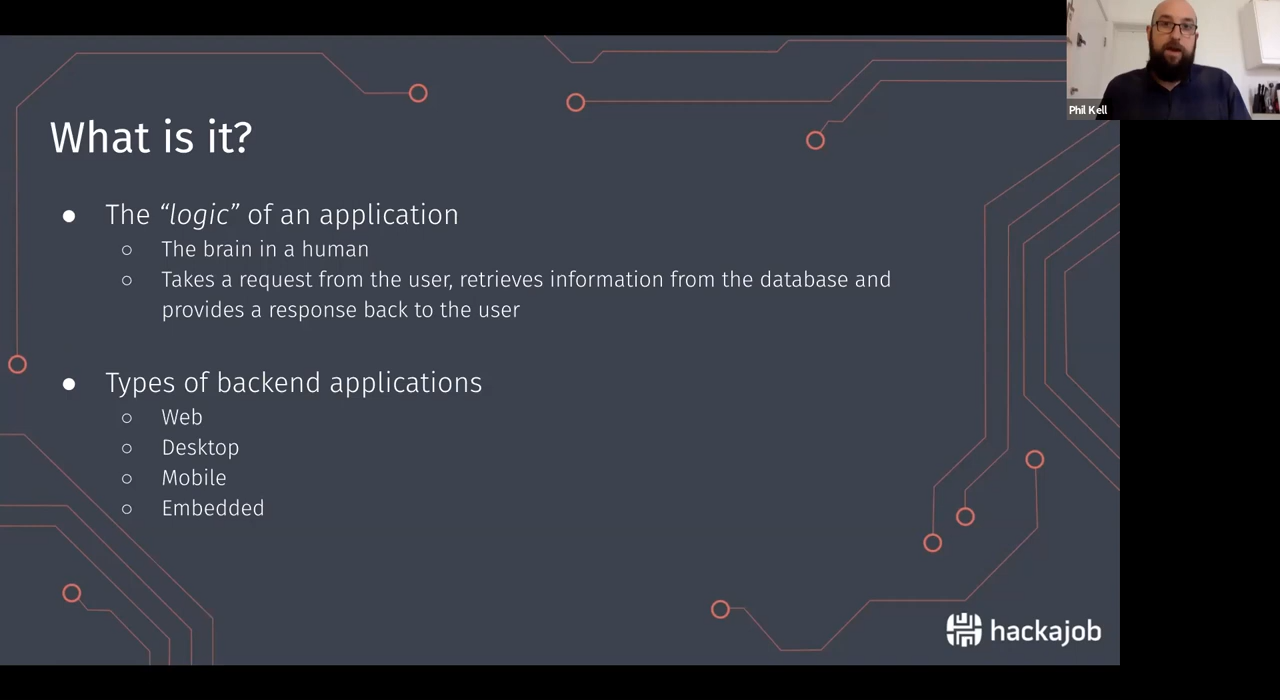 Phil Kell
What is it?
● The “logic” of an application
○ The brain in a human
○ Takes a request from the user, retrieves information from the database and
provides a response back to the user
● Types of backend applications
○ Web
○ Desktop
○ Mobile
○ Embedded
hackajob